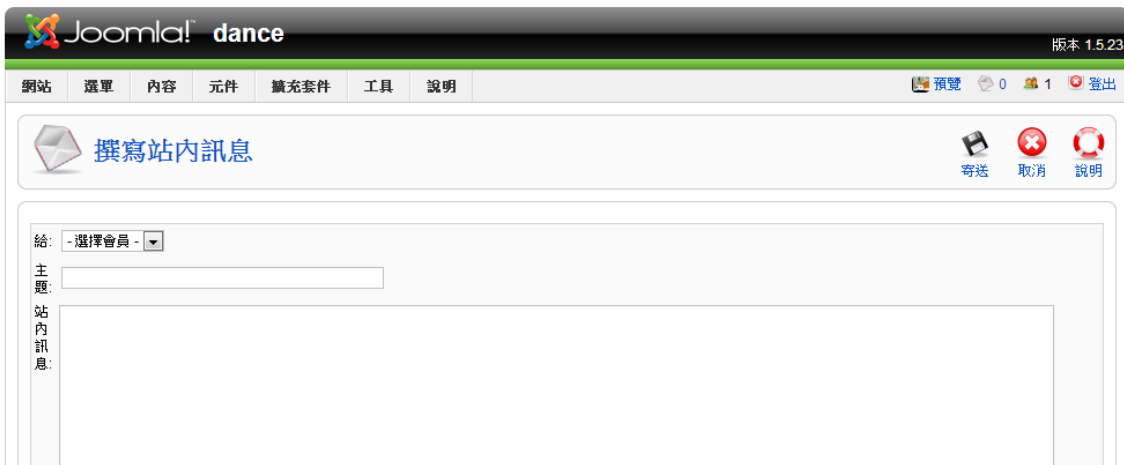 Joomla! dance
版本 1.5.23
網站 選單 內容 元件 擴充套件 工具 說明 預覽 0 1 登出
撰寫站內訊息
寄送 取消 說明
給: - 選擇會員 -
主
題:
站
內
訊
息: